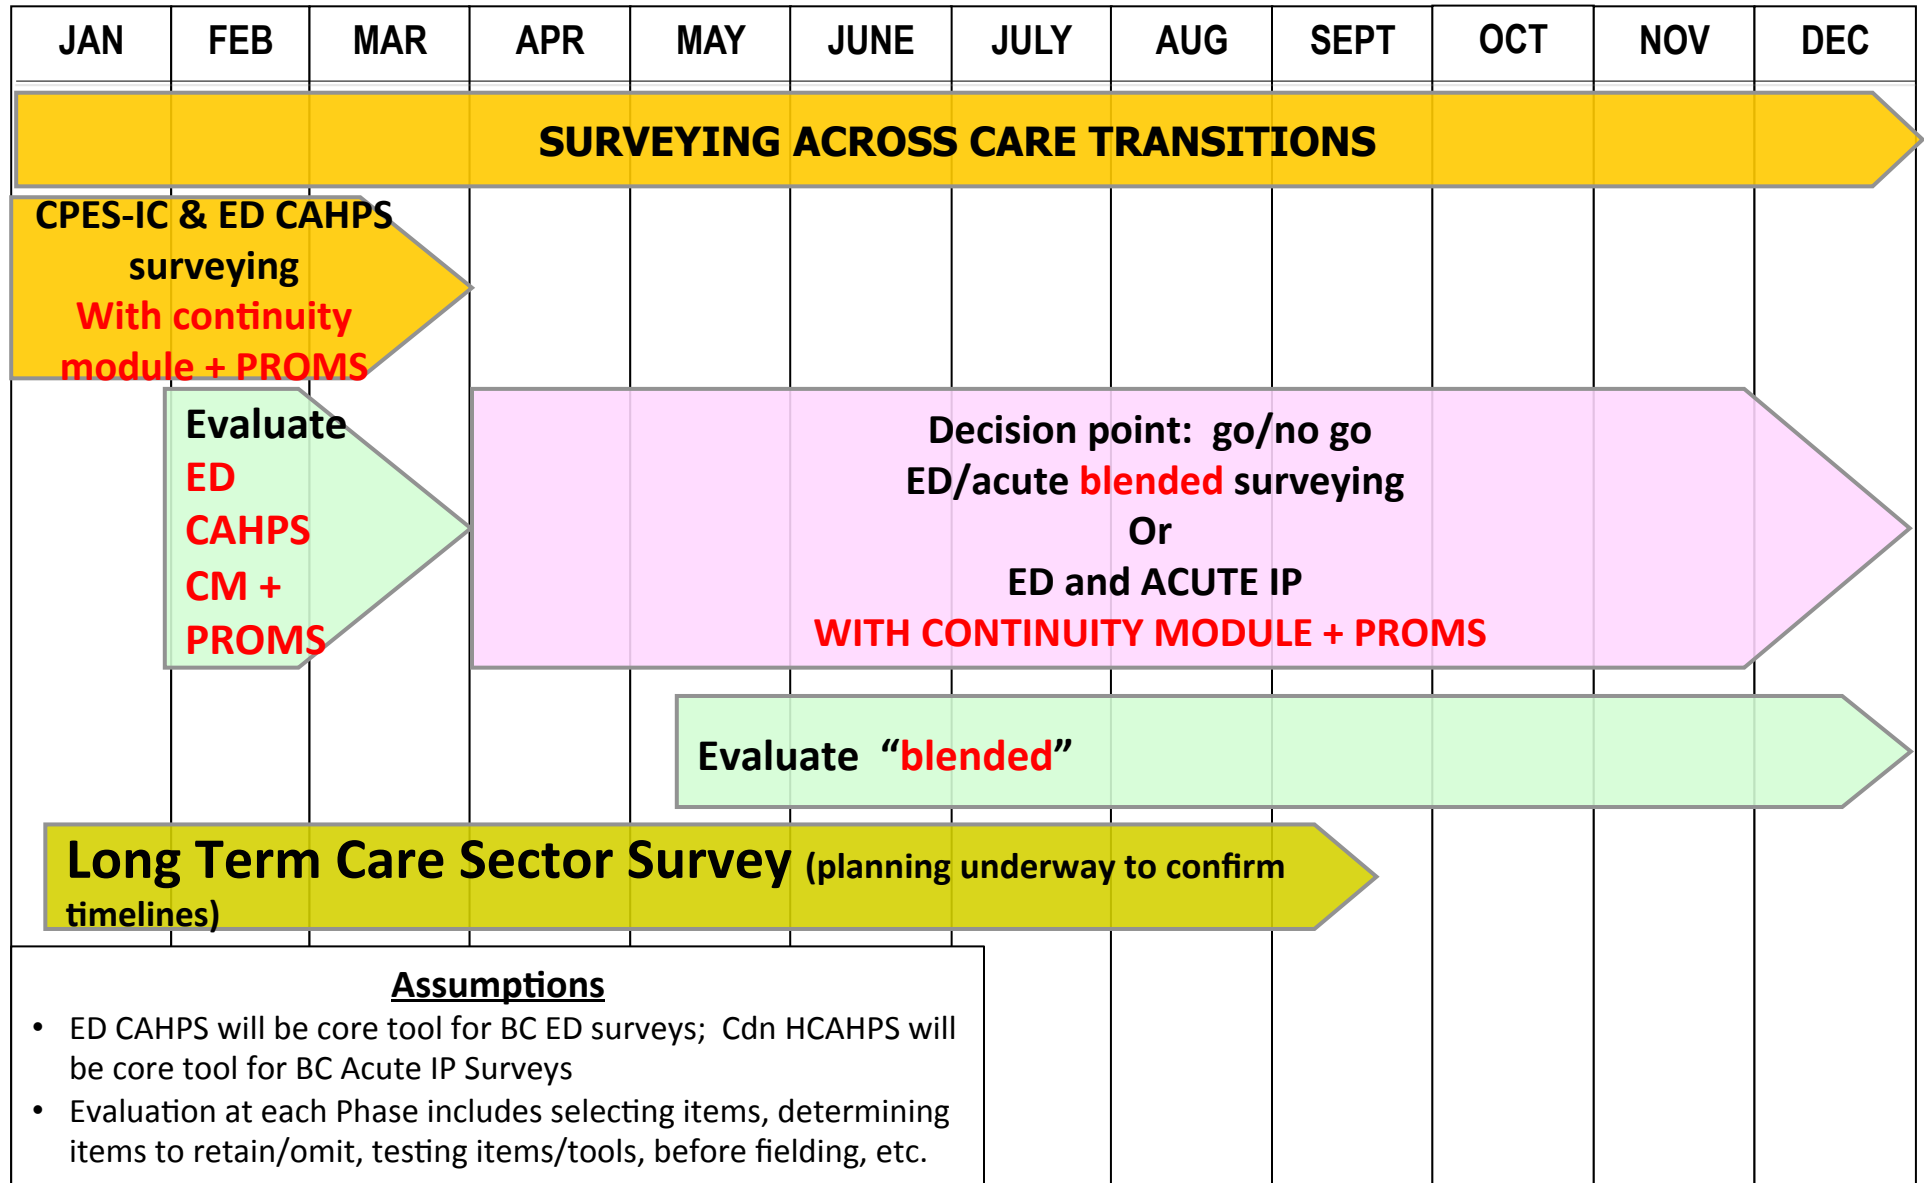 JAN FEB MAR APR MAY JUNE JULY AUG SEPT OCT NOV DEC
SURVEYING ACROSS CARE TRANSITIONS
CPES-IC & ED CAHPS
surveying
With continuity
module + PROMS
Evaluate
ED
CAHPS
CM +
PROMS
Decision point: go/no go
ED/acute blended surveying
Or
ED and ACUTE IP
WITH CONTINUITY MODULE + PROMS
Evaluate “blended”
Long Term Care Sector Survey (planning underway to confirm
timelines)
Assumptions
• ED CAHPS will be core tool for BC ED surveys; Cdn HCAHPS will
be core tool for BC Acute IP Surveys
• Evaluation at each Phase includes selecting items, determining
items to retain/omit, testing items/tools, before fielding, etc.